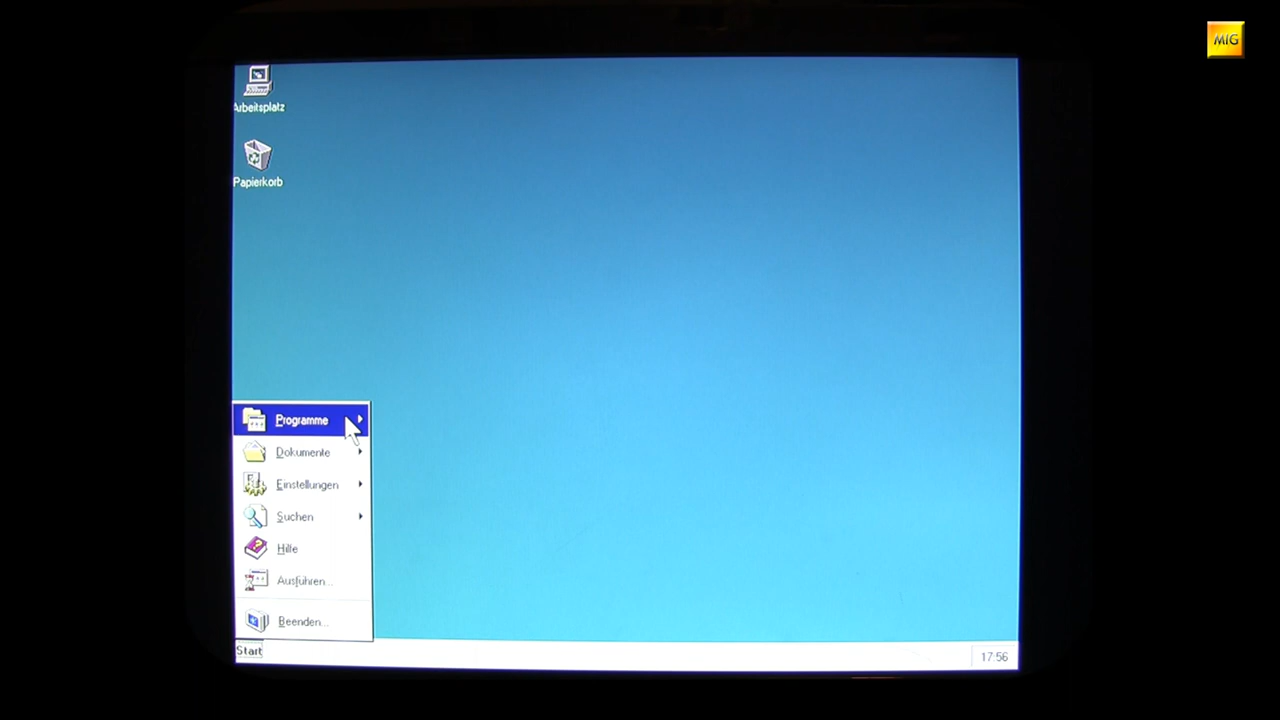 MIG
Arbeitsplatz
Papierkorb
Programme
Dokumente
Einstellungen
Suchen
Hilfe
Ausführen...
Beenden...
Start
17:56